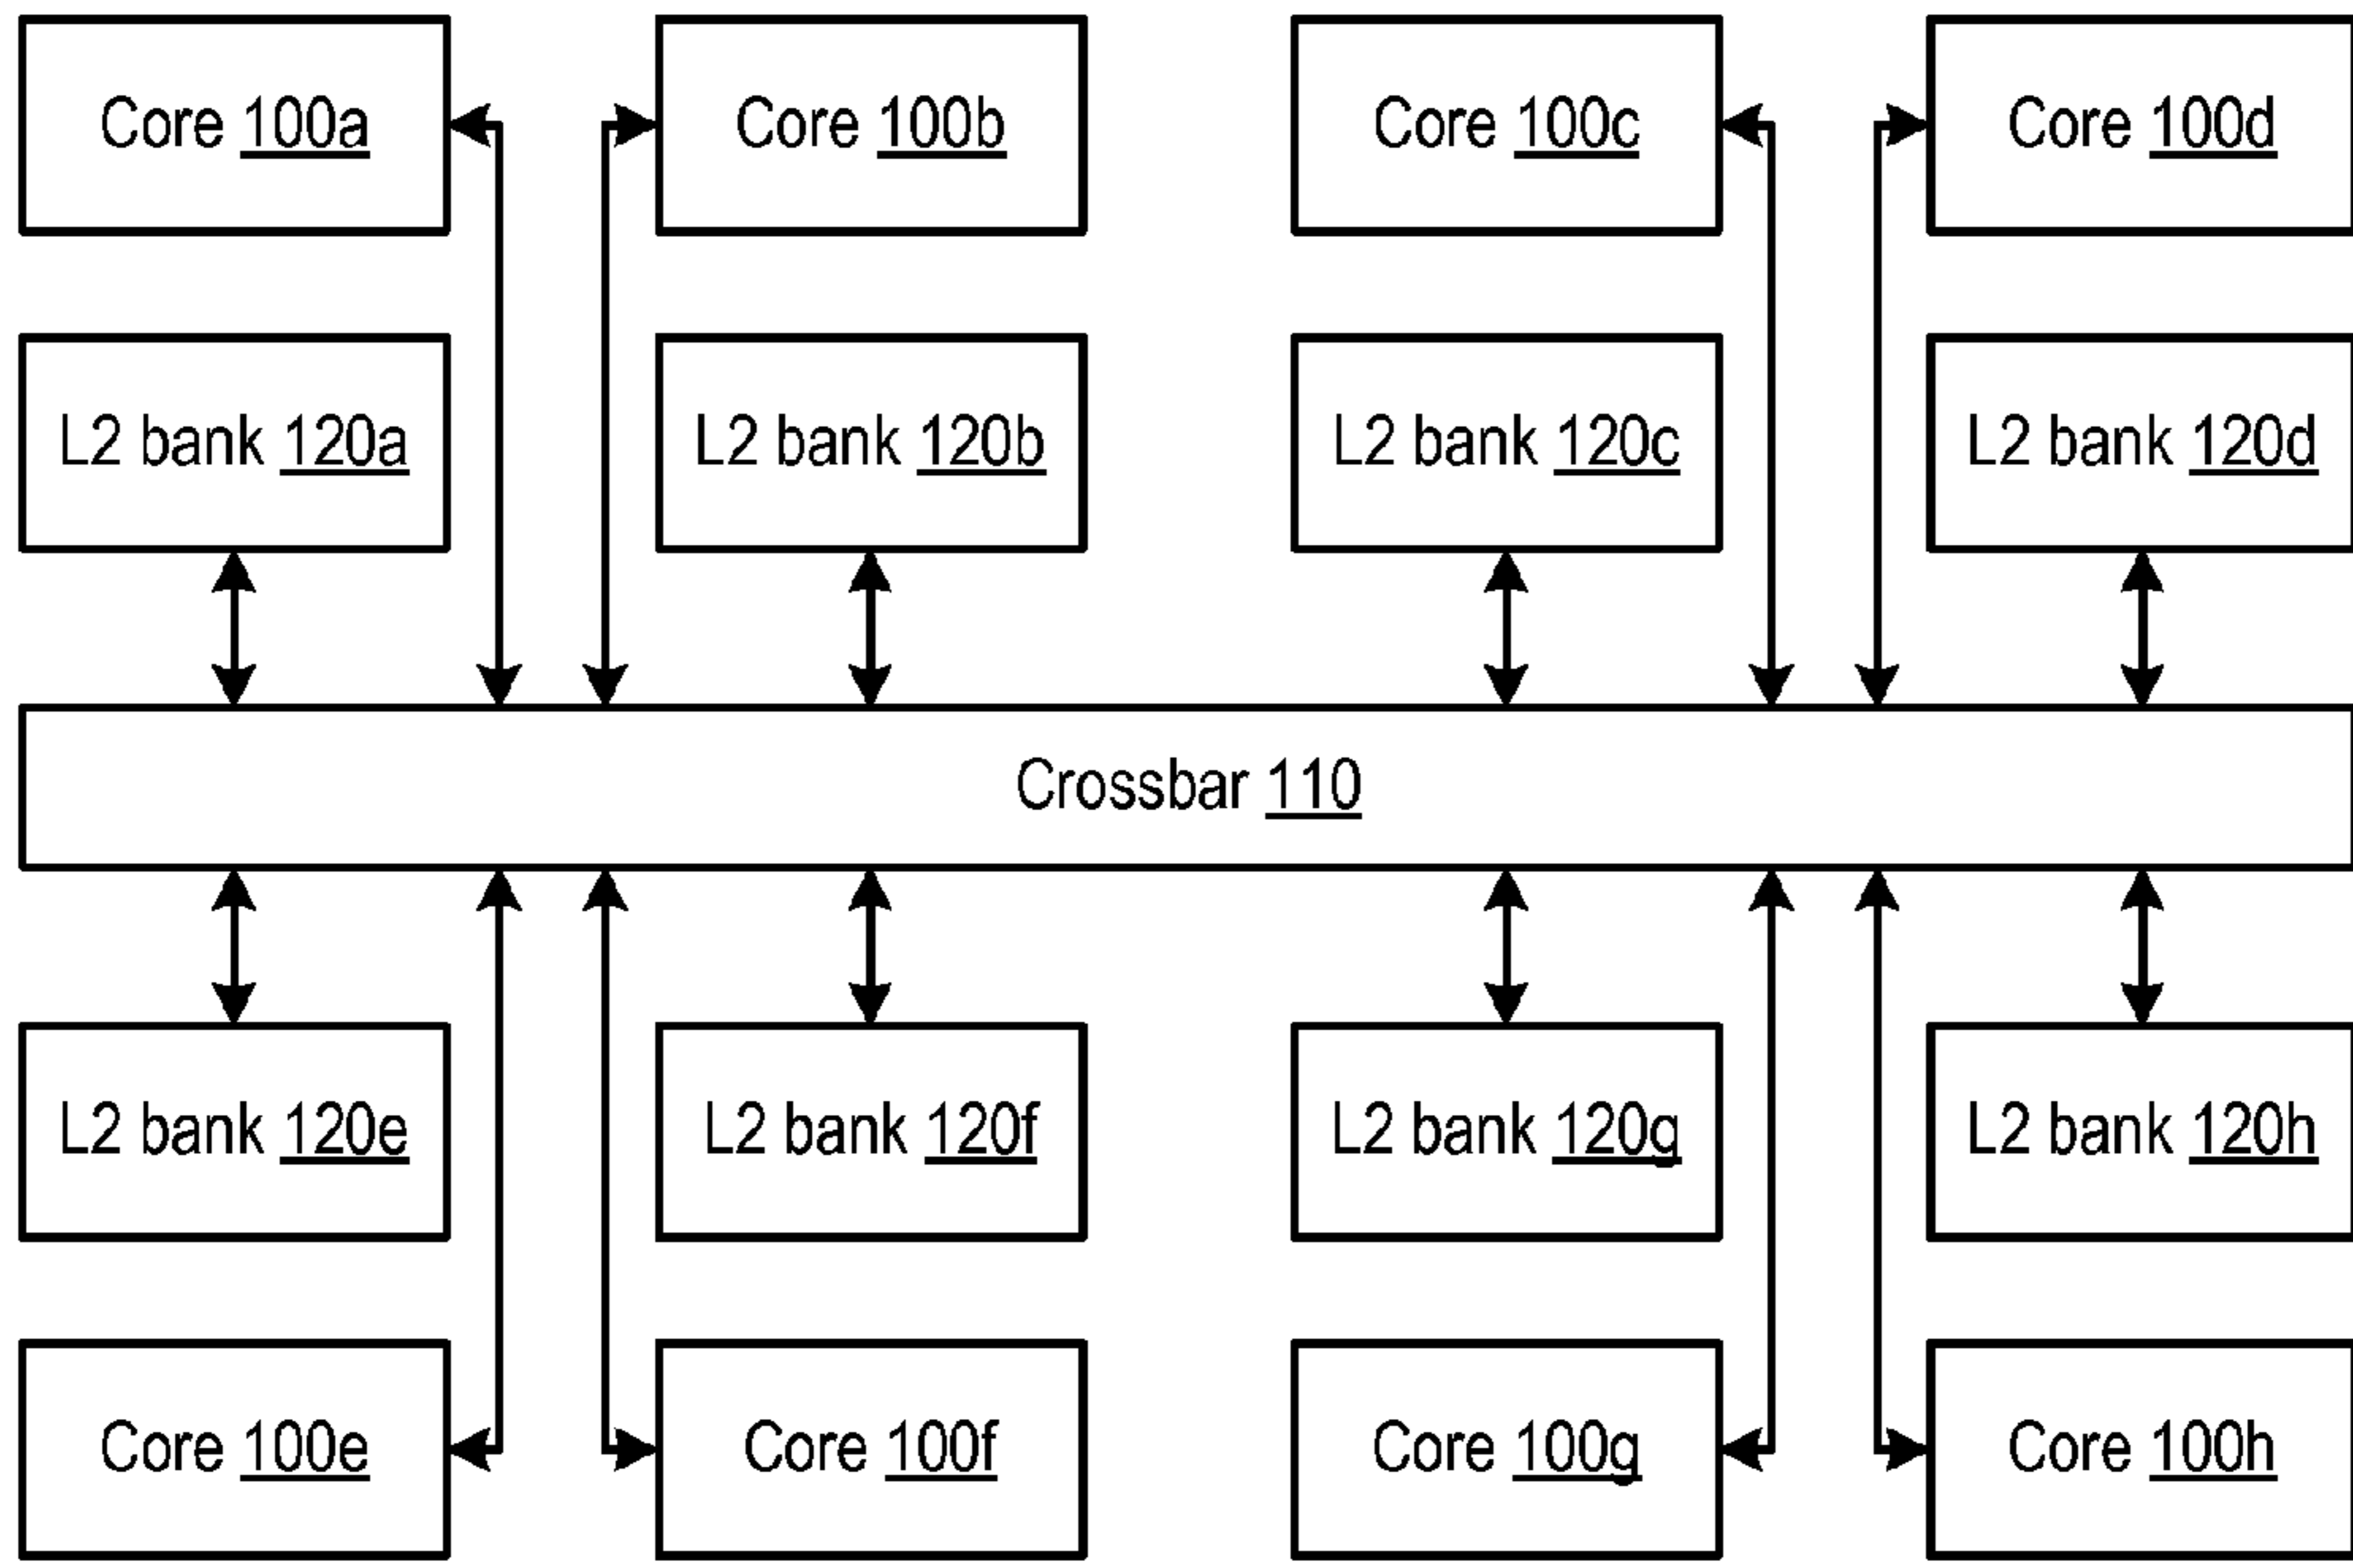 Core 100a
Core 100b
Core 100c
Core 100d
L2 bank 120a
L2 bank 120b
L2 bank 120c
L2 bank 120d
Crossbar 110
L2 bank 120e
L2 bank 120f
L2 bank 120g
L2 bank 120h
Core 100e
Core 100f
Core 100g
Core 100h